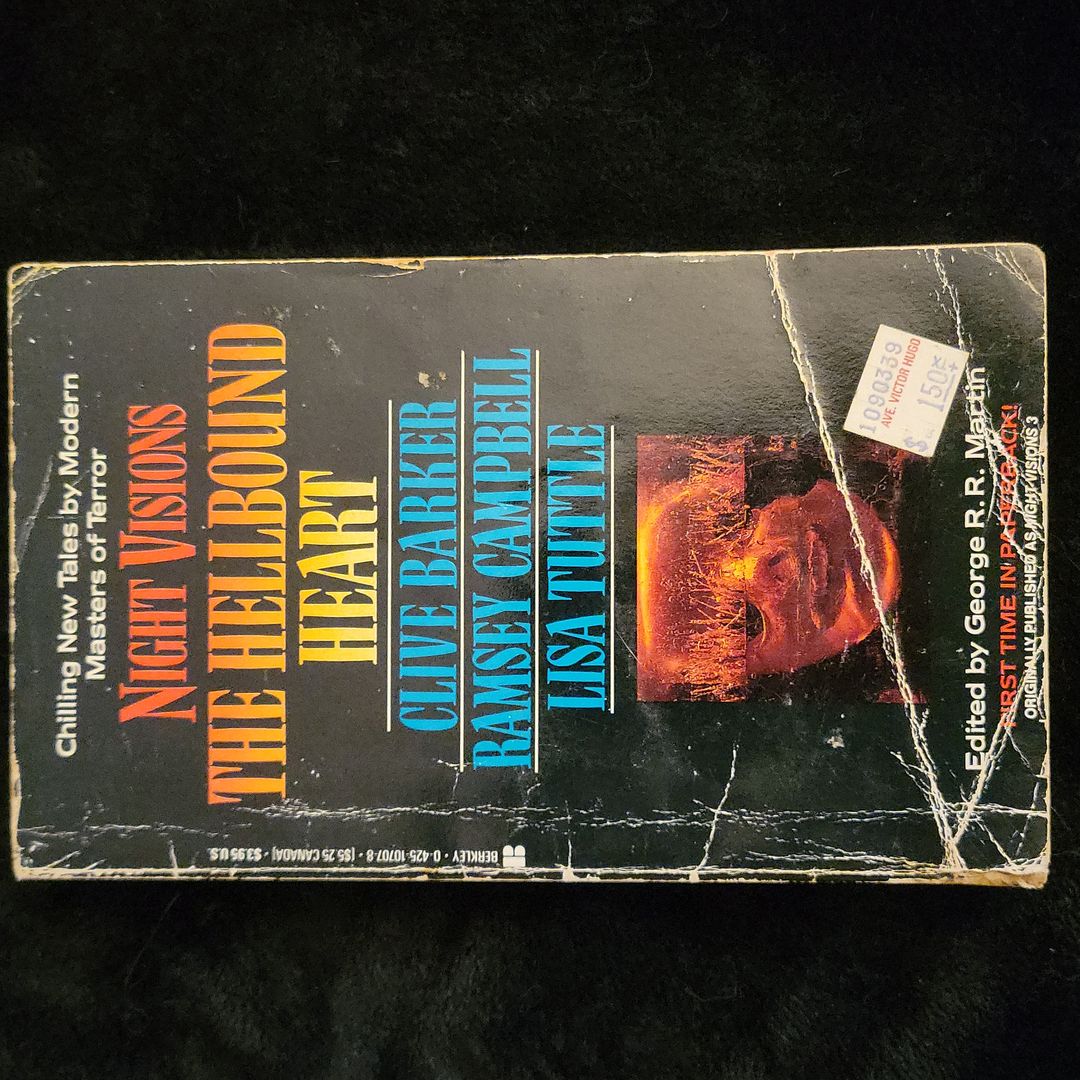 Chilling New Tales by Modern
Masters of Terror
NIGHT VISIONS
THE HELLBOUND
HEART
CLIVE BARKER
RAMSEY CAMPBELL
LISA TUTTLE
1090339
AVE. VICTOR HUGO
$
150
Edited by George R. R. Martin
FIRST TIME IN PAPERBACK!
ORIGINALLY PUBLISHED AS NIGHT VISIONS 3
BERKLEY • 0-425-10707-8 • [$5.25 CANADA] • $3.95 U.S.